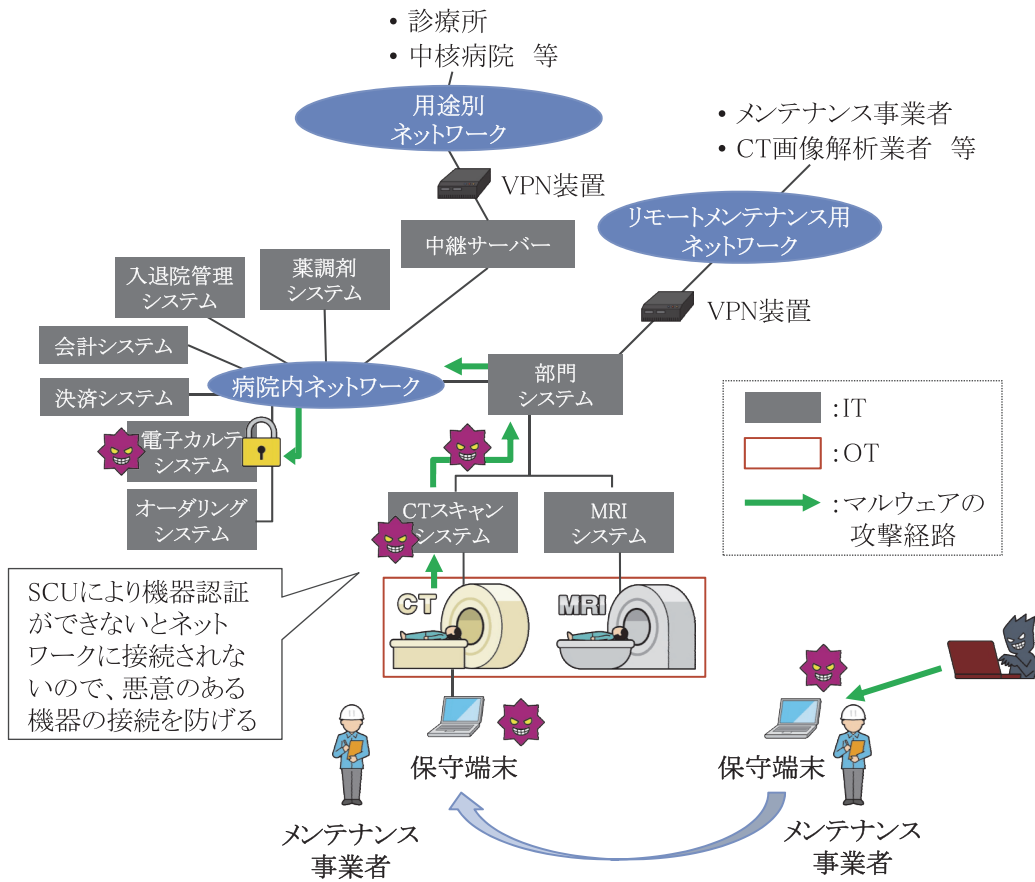 • 診療所
• 中核病院 等
用途別
ネットワーク
• メンテナンス事業者
• CT画像解析業者 等
VPN装置
リモートメンテナンス用
ネットワーク
中継サーバー
薬調剤
システム
入退院管理
システム
VPN装置
会計システム
病院内ネットワーク
部門
システム
決済システム
電子カルテ
システム
オーダリング
システム
CTスキャン
システム
MRI
システム
:IT
:OT
:マルウェアの
攻撃経路
SCUにより機器認証
ができないとネット
ワークに接続されな
いので、悪意のある
機器の接続を防げる
CT
MRI
保守端末
保守端末
メンテナンス
事業者
メンテナンス
事業者